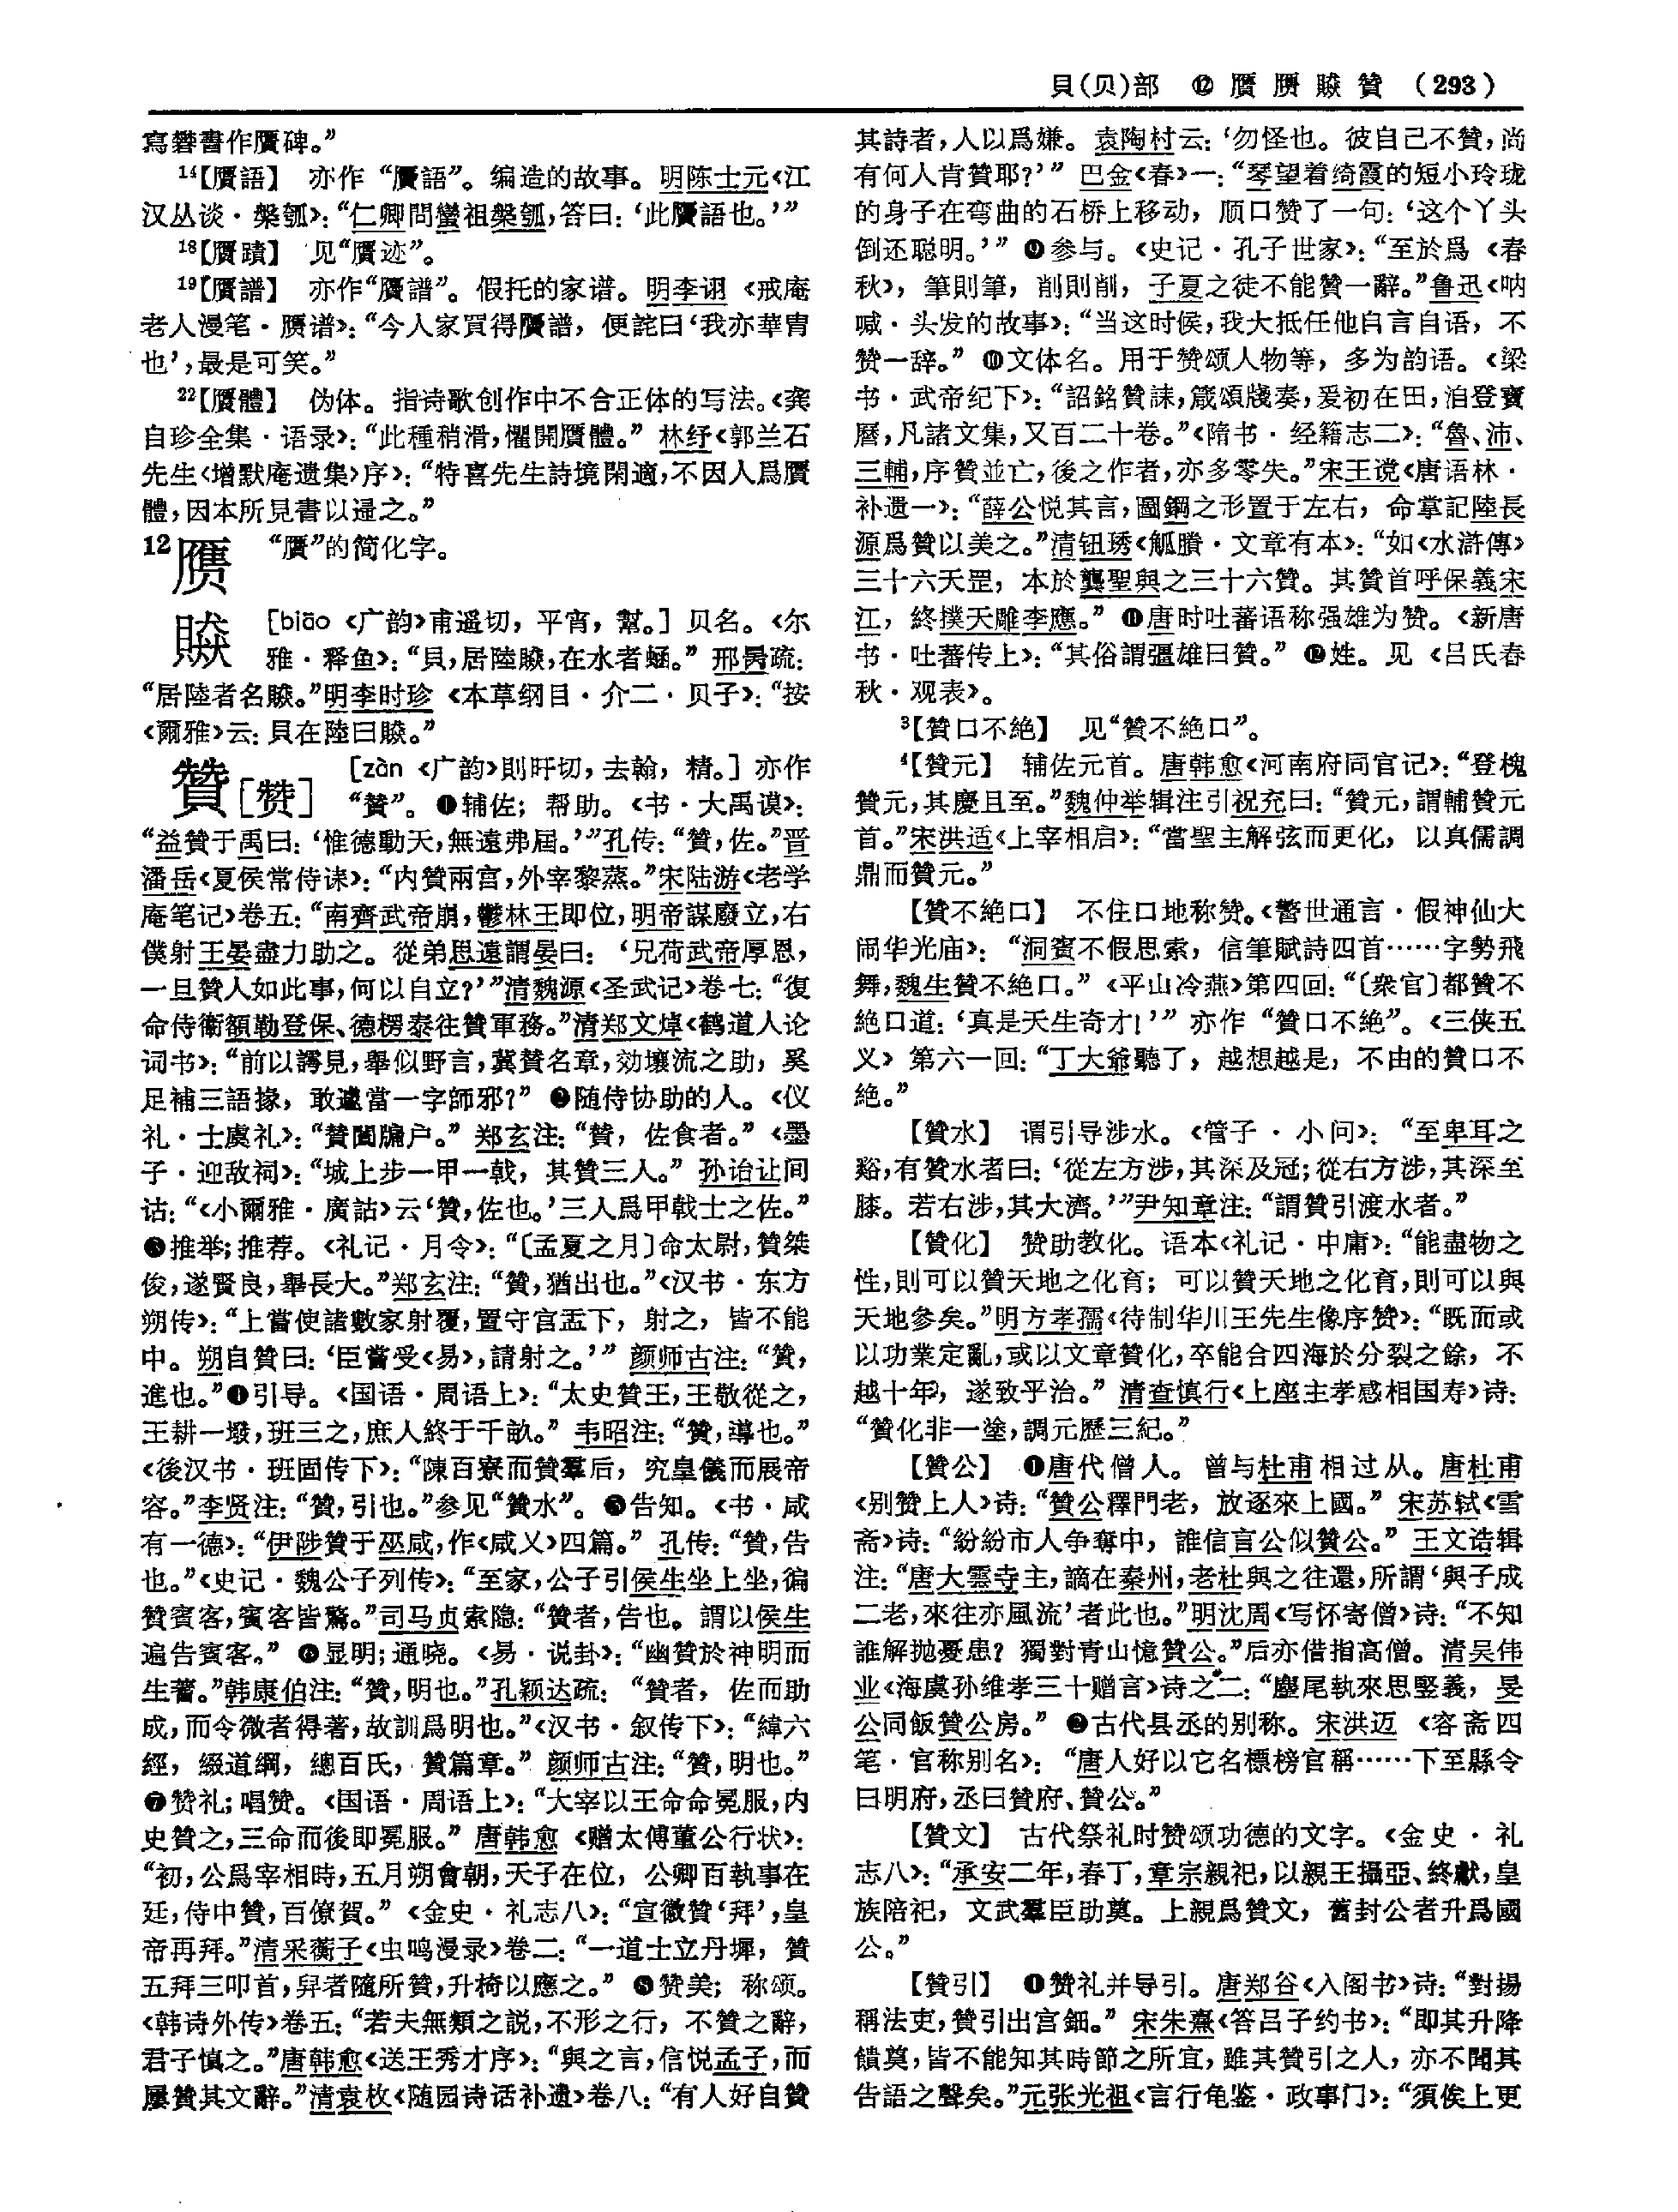 貝(贝)部 ⑫ 贋 赝 贆 贊 (293)
寫礬書作贋碑。”
¹⁴【贋語】 亦作“贗語”。编造的故事。明陈士元《江
汉丛谈·槃瓠》：“仁卿問蠻祖槃瓠，答曰：‘此贋語也。’”
¹⁸【贋蹟】 见“贋迹”。
¹⁹【贋譜】 亦作“贗譜”。假托的家谱。明李诩《戒庵
老人漫笔·赝谱》：“今人家買得贋譜，便詫曰‘我亦華胄
也’，最是可笑。”
²²【贋體】 伪体。指诗歌创作中不合正体的写法。《龚
自珍全集·语录》：“此種稍滑，懼開贋體。”林纾《郭兰石
先生〈增默庵遗集〉序》：“特喜先生詩境閑適，不因人爲贋
體，因本所見書以遺之。”
12赝 “贋”的简化字。
贆 [biāo 《广韵》甫遥切，平宵，幫。] 贝名。《尔
雅·释鱼》：“貝，居陸贆，在水者蜬。”邢昺疏：
“居陸者名贆。”明李时珍《本草纲目·介二·贝子》：“按
《爾雅》云：貝在陸曰贆。”
贊[赞] [zàn 《广韵》則旰切，去翰，精。] 亦作
“賛”。❶辅佐；帮助。《书·大禹谟》：
“益贊于禹曰：‘惟德動天，無遠弗屆。’”孔传：“贊，佐。”晋
潘岳《夏侯常侍诔》：“内贊兩宫，外宰黎蒸。”宋陆游《老学
庵笔记》卷五：“南齊武帝崩，鬱林王即位，明帝謀廢立，右
僕射王晏盡力助之。從弟思遠謂晏曰：‘兄荷武帝厚恩，
一旦贊人如此事，何以自立？’”清魏源《圣武记》卷七：“復
命侍衛額勒登保、德楞泰往贊軍務。”清郑文焯《鹤道人论
词书》：“前以謭見，舉似野言，冀贊名章，効壤流之助，奚
足補三語掾，敢遽當一字師邪？” ❷随侍协助的人。《仪
礼·士虞礼》：“贊闔牖户。”郑玄注：“贊，佐食者。”《墨
子·迎敌祠》：“城上步一甲一戟，其贊三人。”孙诒让间
诂：“《小爾雅·廣詁》云‘贊，佐也。’三人爲甲戟士之佐。”
❸推举；推荐。《礼记·月令》：“〔孟夏之月〕命太尉，贊桀
俊，遂賢良，舉長大。”郑玄注：“贊，猶出也。”《汉书·东方
朔传》：“上嘗使諸數家射覆，置守宫盂下，射之，皆不能
中。朔自贊曰：‘臣嘗受《易》，請射之。’”颜师古注：“贊，
進也。”❹引导。《国语·周语上》：“太史贊王，王敬從之，
王耕一墢，班三之，庶人終于千畝。”韦昭注：“贊，導也。”
《後汉书·班固传下》：“陳百寮而贊羣后，究皇儀而展帝
容。”李贤注：“贊，引也。”参见“贊水”。❺告知。《书·咸
有一德》：“伊陟贊于巫咸，作《咸乂》四篇。”孔传：“贊，告
也。”《史记·魏公子列传》：“至家，公子引侯生坐上坐，徧
贊賓客，賓客皆驚。”司马贞索隐：“贊者，告也。謂以侯生
遍告賓客。” ❻显明；通晓。《易·说卦》：“幽贊於神明而
生蓍。”韩康伯注：“贊，明也。”孔颖达疏：“贊者，佐而助
成，而令微者得著，故訓爲明也。”《汉书·叙传下》：“緯六
經，綴道綱，總百氏，贊篇章。”颜师古注：“贊，明也。”
❼赞礼；唱赞。《国语·周语上》：“大宰以王命命冕服，内
史贊之，三命而後即冕服。”唐韩愈《赠太傅董公行状》：
“初，公爲宰相時，五月朔會朝，天子在位，公卿百執事在
廷，侍中贊，百僚賀。”《金史·礼志八》：“宣徽贊‘拜’，皇
帝再拜。”清采蘅子《虫鸣漫录》卷二：“一道士立丹墀，贊
五拜三叩首，舁者隨所贊，升椅以應之。” ❽赞美；称颂。
《韩诗外传》卷五：“若夫無類之説，不形之行，不贊之辭，
君子慎之。”唐韩愈《送王秀才序》：“與之言，信悦孟子，而
屢贊其文辭。”清袁枚《随园诗话补遗》卷八：“有人好自贊
其詩者，人以爲嫌。袁陶村云：‘勿怪也。彼自己不贊，尚
有何人肯贊耶？’” 巴金《春》一：“琴望着绮霞的短小玲珑
的身子在弯曲的石桥上移动，顺口赞了一句：‘这个丫头
倒还聪明。’” ❾参与。《史记·孔子世家》：“至於爲《春
秋》，筆則筆，削則削，子夏之徒不能贊一辭。”鲁迅《呐
喊·头发的故事》：“当这时侯，我大抵任他自言自语，不
赞一辞。” ❿文体名。用于赞颂人物等，多为韵语。《梁
书·武帝纪下》：“詔銘贊誄，箴頌牋奏，爰初在田，洎登寶
曆，凡諸文集，又百二十卷。”《隋书·经籍志二》：“魯、沛、
三輔，序贊並亡，後之作者，亦多零失。”宋王谠《唐语林·
补遗一》：“薛公悦其言，圖鋼之形置于左右，命掌記陸長
源爲贊以美之。”清钮琇《觚賸·文章有本》：“如《水滸傳》
三十六天罡，本於龔聖與之三十六贊。其贊首呼保義宋
江，終撲天雕李應。” ⓫唐时吐蕃语称强雄为赞。《新唐
书·吐蕃传上》：“其俗謂彊雄曰贊。” ⓬姓。见《吕氏春
秋·观表》。
³【贊口不絶】 见“贊不絶口”。
⁴【贊元】 辅佐元首。唐韩愈《河南府同官记》：“登槐
贊元，其慶且至。”魏仲举辑注引祝充曰：“贊元，謂輔贊元
首。”宋洪适《上宰相启》：“當聖主解弦而更化，以真儒調
鼎而贊元。”
【贊不絶口】 不住口地称赞。《警世通言·假神仙大
闹华光庙》：“洞賓不假思索，信筆賦詩四首……字勢飛
舞，魏生贊不絶口。”《平山冷燕》第四回：“〔衆官〕都贊不
絶口道：‘真是天生奇才！’” 亦作“贊口不絶”。《三侠五
义》第六一回：“丁大爺聽了，越想越是，不由的贊口不
絶。”
【贊水】 谓引导涉水。《管子·小问》：“至卑耳之
谿，有贊水者曰：‘從左方涉，其深及冠；從右方涉，其深至
膝。若右涉，其大濟。’”尹知章注：“謂贊引渡水者。”
【贊化】 赞助教化。语本《礼记·中庸》：“能盡物之
性，則可以贊天地之化育；可以贊天地之化育，則可以與
天地参矣。”明方孝孺《待制华川王先生像序赞》：“既而或
以功業定亂，或以文章贊化，卒能合四海於分裂之餘，不
越十年，遂致平治。”清查慎行《上座主孝感相国寿》诗：
“贊化非一塗，調元歷三紀。”
【贊公】 ❶唐代僧人。曾与杜甫相过从。唐杜甫
《别赞上人》诗：“贊公釋門老，放逐來上國。”宋苏轼《雪
斋》诗：“紛紛市人争奪中，誰信言公似贊公。”王文诰辑
注：“唐大雲寺主，謫在秦州，老杜與之往還，所謂‘與子成
二老，來往亦風流’者此也。”明沈周《写怀寄僧》诗：“不知
誰解抛憂患？獨對青山憶贊公。”后亦借指高僧。清吴伟
业《海虞孙维孝三十赠言》诗之二：“麈尾執來思竪義，旻
公同飯贊公房。” ❷古代县丞的别称。宋洪迈《容斋四
笔·官称别名》：“唐人好以它名標榜官稱……下至縣令
曰明府，丞曰贊府、贊公。”
【贊文】 古代祭礼时赞颂功德的文字。《金史·礼
志八》：“承安二年，春丁，章宗親祀，以親王攝亞、終獻，皇
族陪祀，文武羣臣助奠。上親爲贊文，舊封公者升爲國
公。”
【贊引】 ❶赞礼并导引。唐郑谷《入阁书》诗：“對揚
稱法吏，贊引出宫鈿。”宋朱熹《答吕子约书》：“即其升降
饋奠，皆不能知其時節之所宜，雖其贊引之人，亦不聞其
告語之聲矣。”元张光祖《言行龟鉴·政事门》：“須俟上更